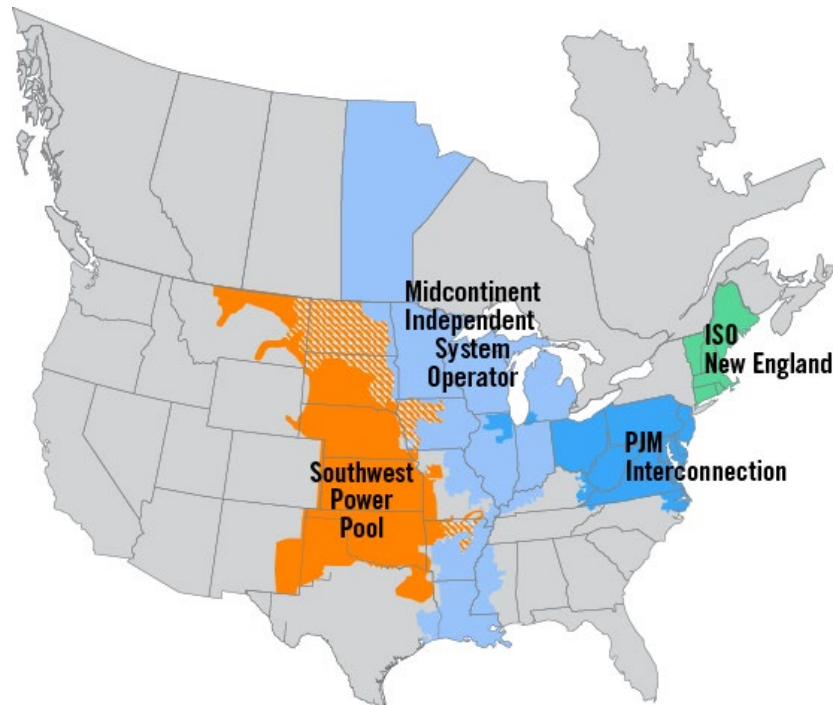 Midcontinent
Independent
System
Operator
ISO
New England
PJM
Interconnection
Southwest
Power
Pool